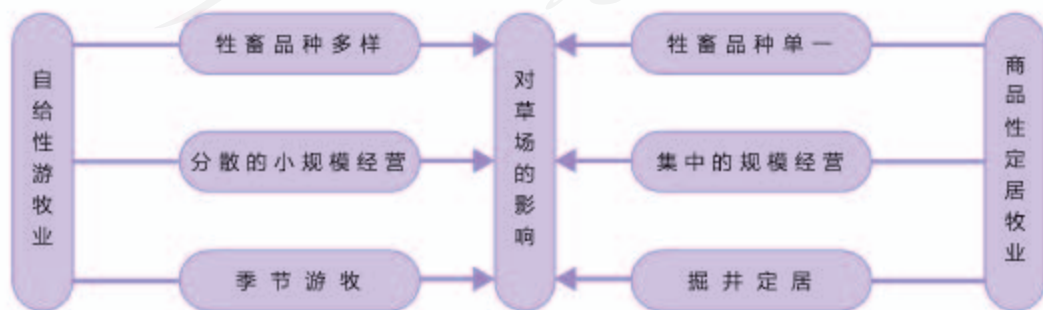 自给性游牧业
牲畜品种多样
分散的小规模经营
季节游牧
对草场的影响
牲畜品种单一
集中的规模经营
掘井定居
商品性定居牧业